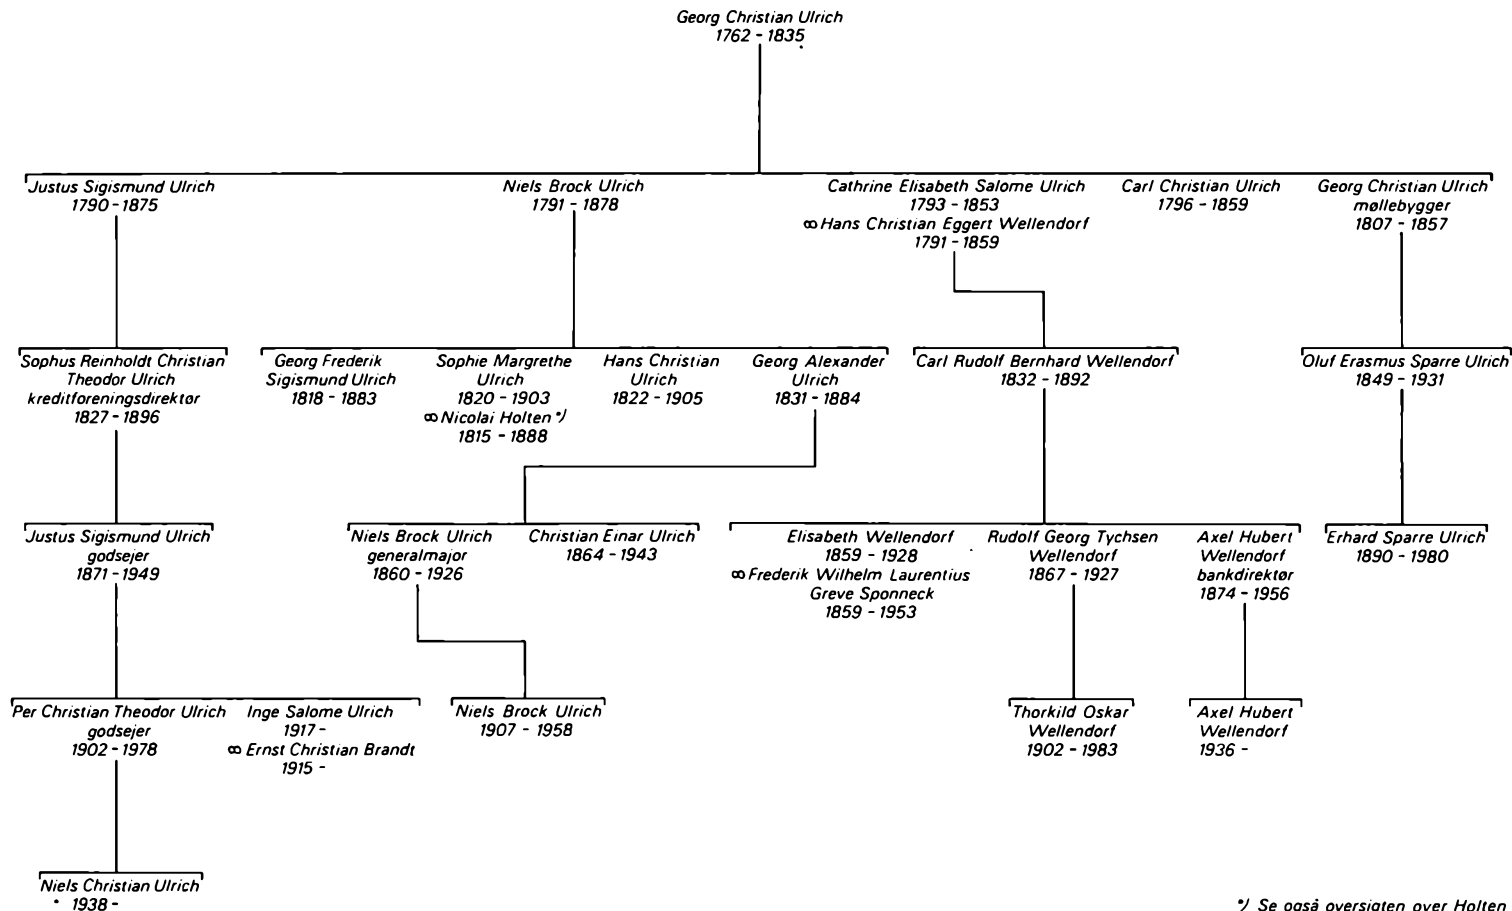 Georg Christian Ulrich
1762 - 1835
Justus Sigismund Ulrich
1790 - 1875
Niels Brock Ulrich
1791 - 1878
Cathrine Elisabeth Salome Ulrich
1793 - 1853
∞ Hans Christian Eggert Wellendorf
1791 - 1859
Carl Christian Ulrich
1796 - 1859
Georg Christian Ulrich
møllebygger
1807 - 1857
Sophus Reinholdt Christian
Theodor Ulrich
kreditforeningsdirektør
1827 - 1896
Georg Frederik
Sigismund Ulrich
1818 - 1883
Sophie Margrethe
Ulrich
1820 - 1903
∞ Nicolai Holten *)
1815 - 1888
Hans Christian
Ulrich
1822 - 1905
Georg Alexander
Ulrich
1831 - 1884
Carl Rudolf Bernhard Wellendorf
1832 - 1892
Oluf Erasmus Sparre Ulrich
1849 - 1931
Justus Sigismund Ulrich
godsejer
1871 - 1949
Niels Brock Ulrich
generalmajor
1860 - 1926
Christian Einar Ulrich
1864 - 1943
Elisabeth Wellendorf
1859 - 1928
∞ Frederik Wilhelm Laurentius
Greve Sponneck
1859 - 1953
Rudolf Georg Tychsen
Wellendorf
1867 - 1927
Axel Hubert
Wellendorf
bankdirektør
1874 - 1956
Erhard Sparre Ulrich
1890 - 1980
Per Christian Theodor Ulrich
godsejer
1902 - 1978
Inge Salome Ulrich
1917 -
∞ Ernst Christian Brandt
1915 -
Niels Brock Ulrich
1907 - 1958
Thorkild Oskar
Wellendorf
1902 - 1983
Axel Hubert
Wellendorf
1936 -
Niels Christian Ulrich
1938 -
*) Se også oversigten over Holten